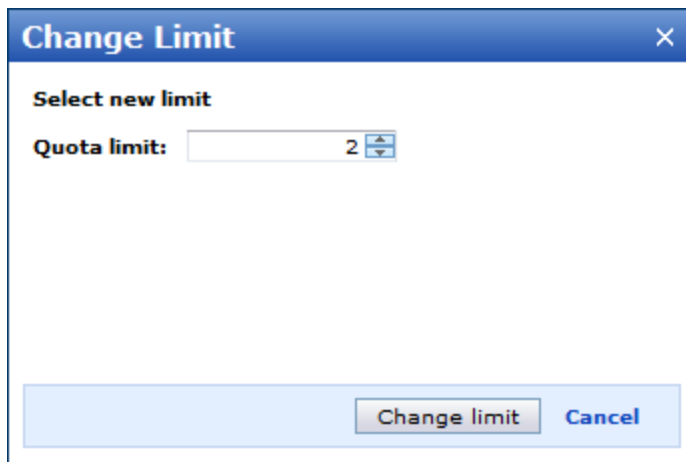 Change Limit
Select new limit
Quota limit: 2
Change limit Cancel